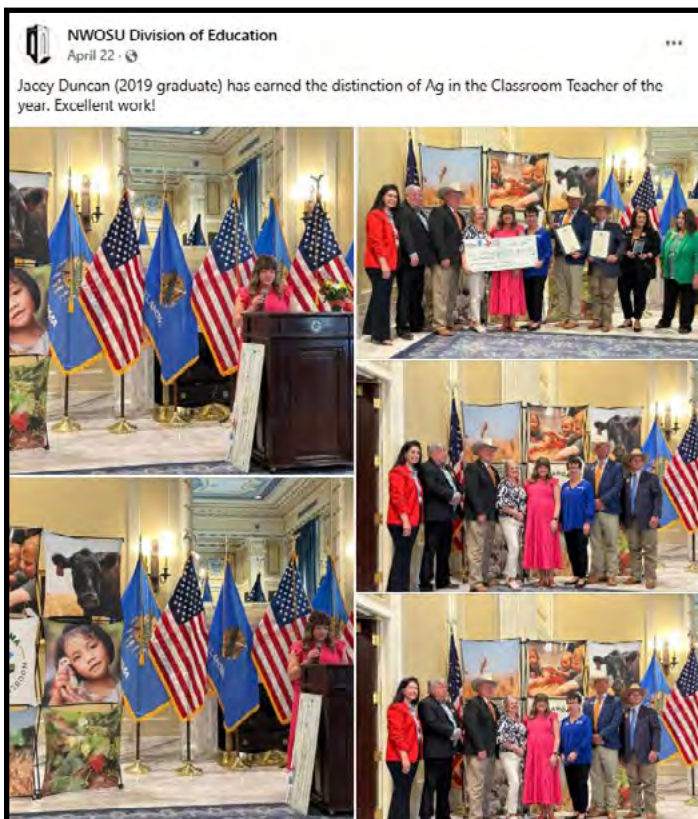 NWOSU Division of Education
April 22 ·
Jacey Duncan (2019 graduate) has earned the distinction of Ag in the Classroom Teacher of the
year. Excellent work!